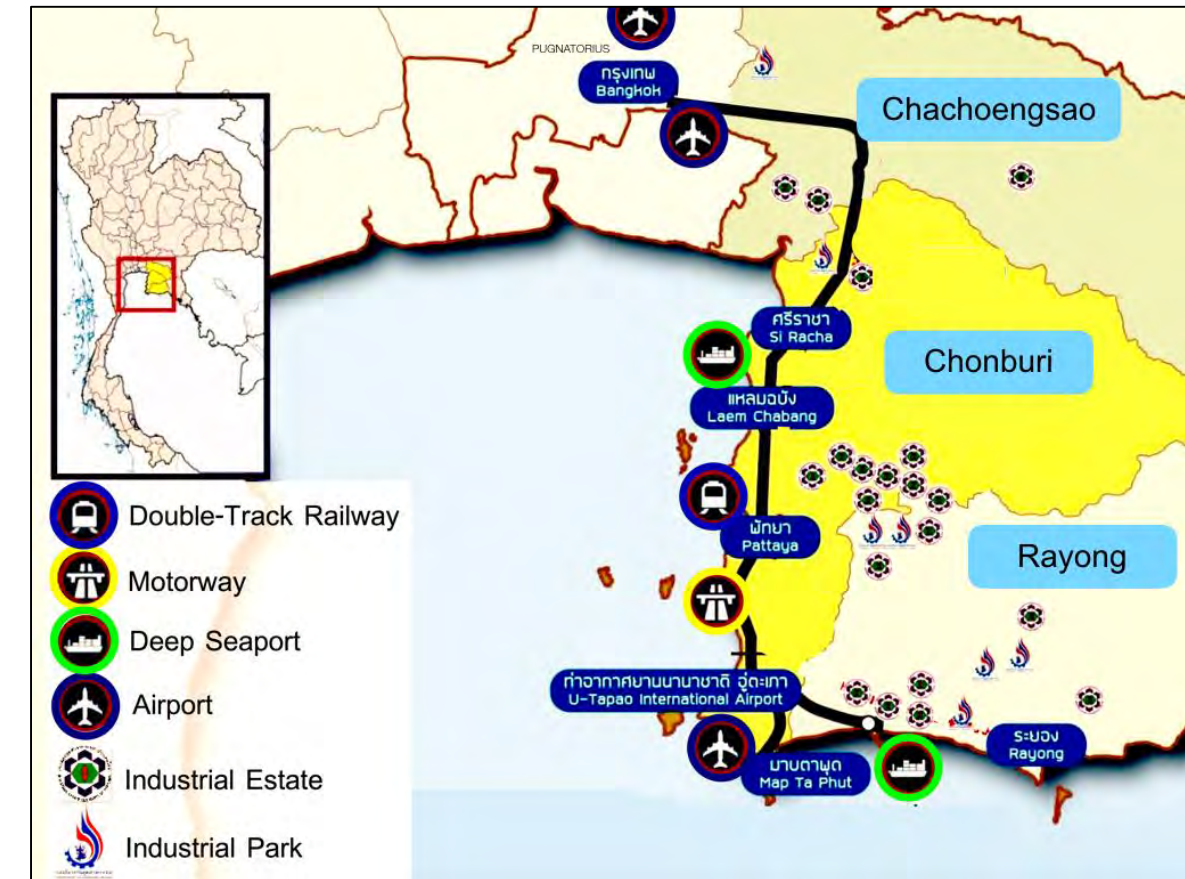 PUGNATORIUS
กรุงเทพ
Bangkok
Chachoengsao
ศรีราชา
Si Racha
Chonburi
แหลมฉบัง
Laem Chabang
พัทยา
Pattaya
Rayong
ท่าอากาศยานนานาชาติ อู่ตะเภา
U-Tapao International Airport
มาบตาพุด
Map Ta Phut
ระยอง
Rayong
Double-Track Railway
Motorway
Deep Seaport
Airport
Industrial Estate
Industrial Park